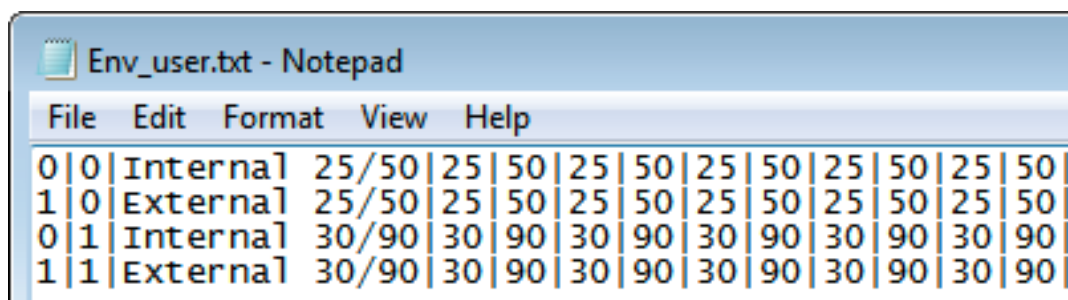 Env_user.txt - Notepad
File Edit Format View Help
0|0|Internal 25/50|25|50|25|50|25|50|25|50|25|50|
1|0|External 25/50|25|50|25|50|25|50|25|50|25|50|
0|1|Internal 30/90|30|90|30|90|30|90|30|90|30|90|
1|1|External 30/90|30|90|30|90|30|90|30|90|30|90|